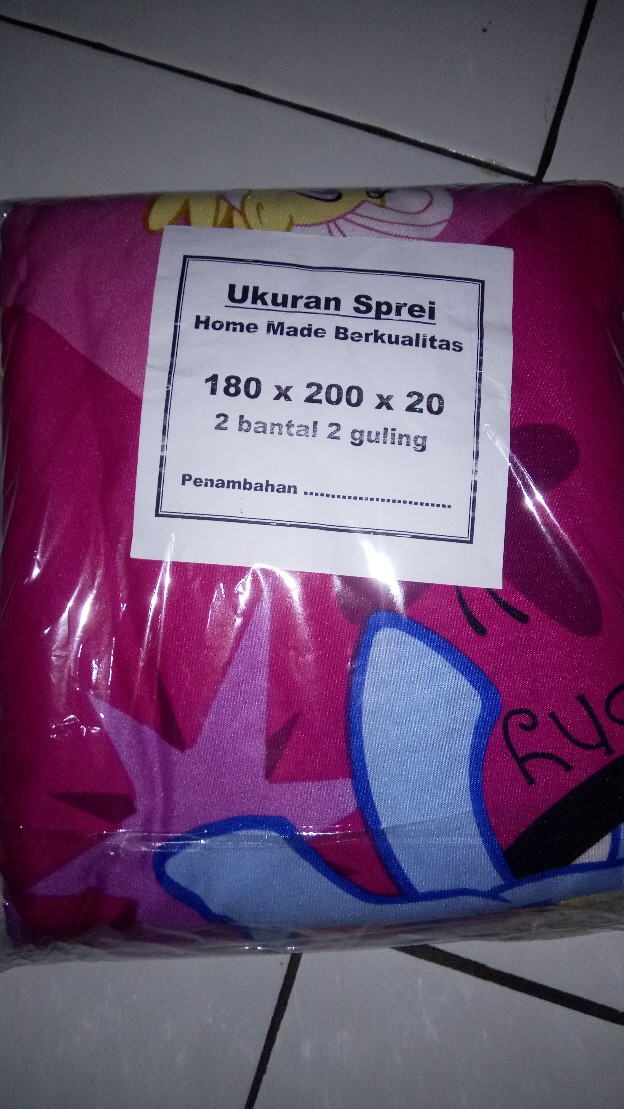 Ukuran Sprei
Home Made Berkualitas
180 x 200 x 20
2 bantal 2 guling
Penambahan ...........................